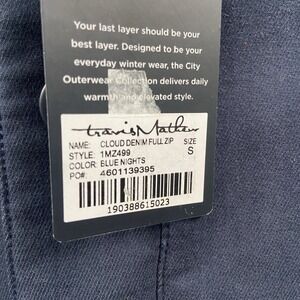 Your last layer should be your
best layer. Designed to be your
everyday winter wear, the City
Outerwear Collection delivers daily
warmth and elevated style.
TravisMathew
NAME: CLOUD DENIM FULL ZIP SIZE
STYLE: 1MZ499 S
COLOR: BLUE NIGHTS
PO#: 4601139395
190388615023